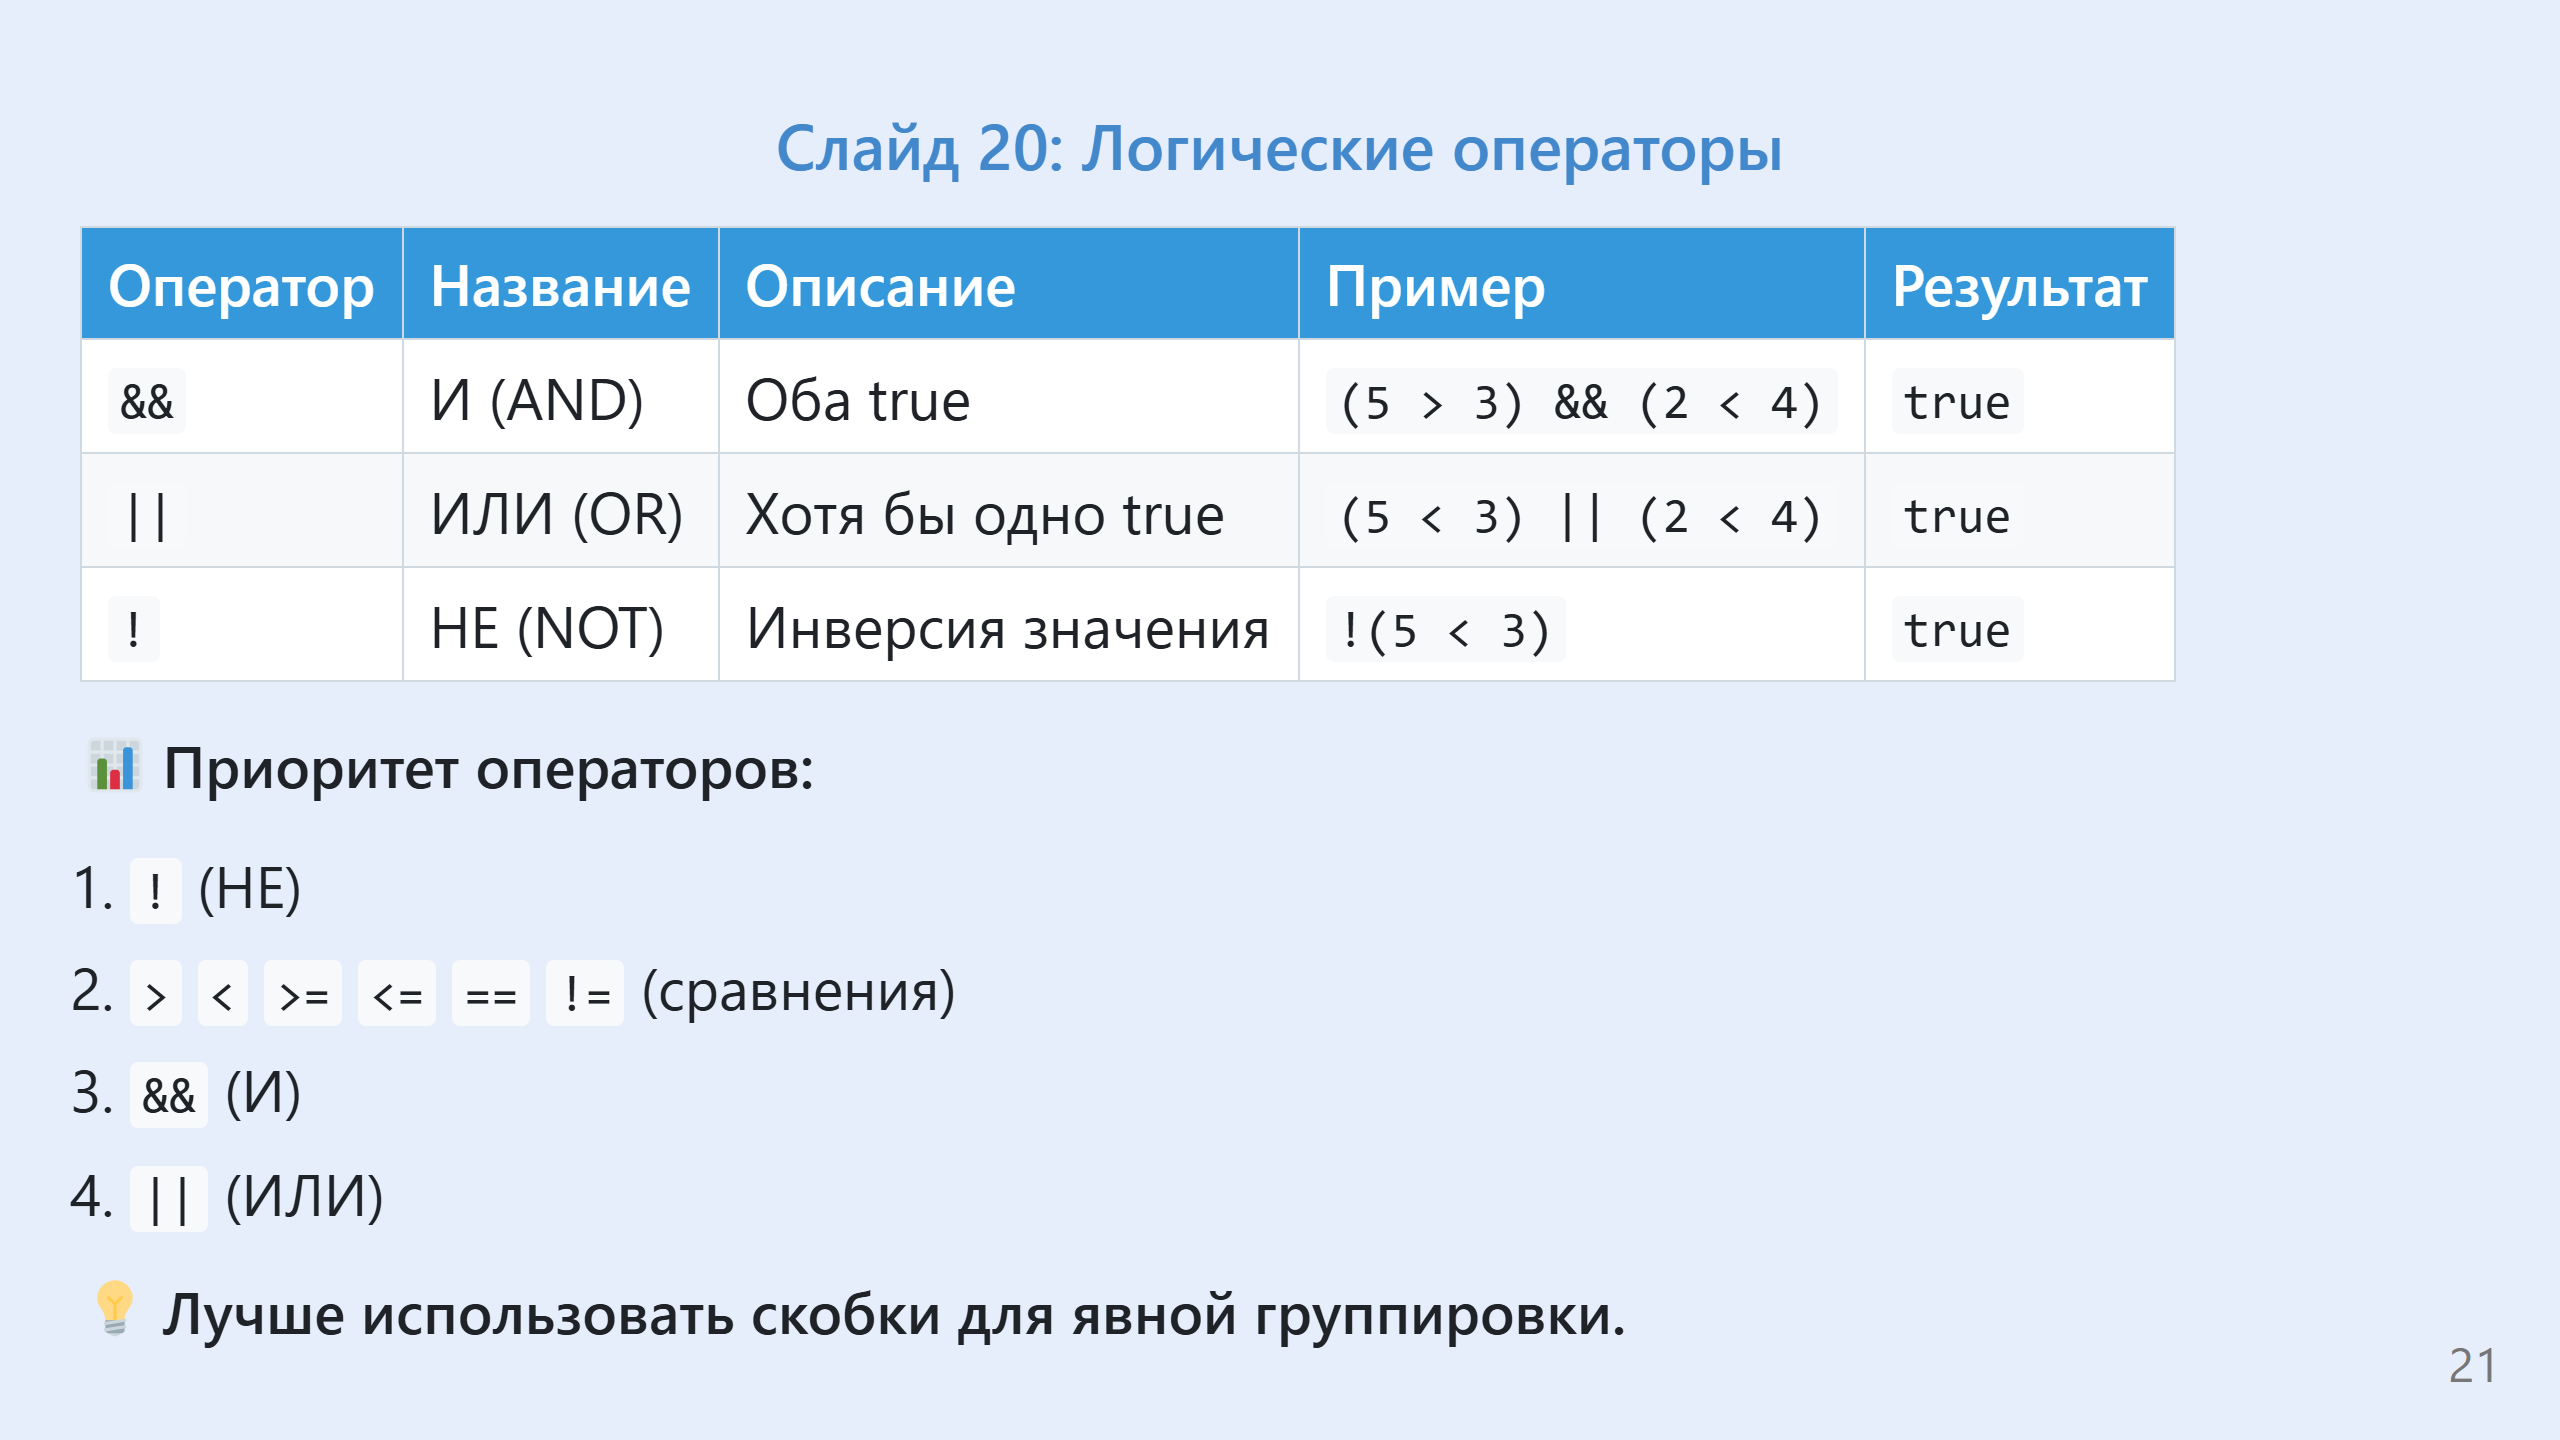 Слайд 20: Логические операторы
Оператор Название Описание Пример Результат
&& И (AND) Оба true (5 > 3) && (2 < 4) true
|| ИЛИ (OR) Хотя бы одно true (5 < 3) || (2 < 4) true
! НЕ (NOT) Инверсия значения !(5 < 3) true
📊 Приоритет операторов:
1. ! (НЕ)
2. > < >= <= == != (сравнения)
3. && (И)
4. || (ИЛИ)
💡 Лучше использовать скобки для явной группировки.
21